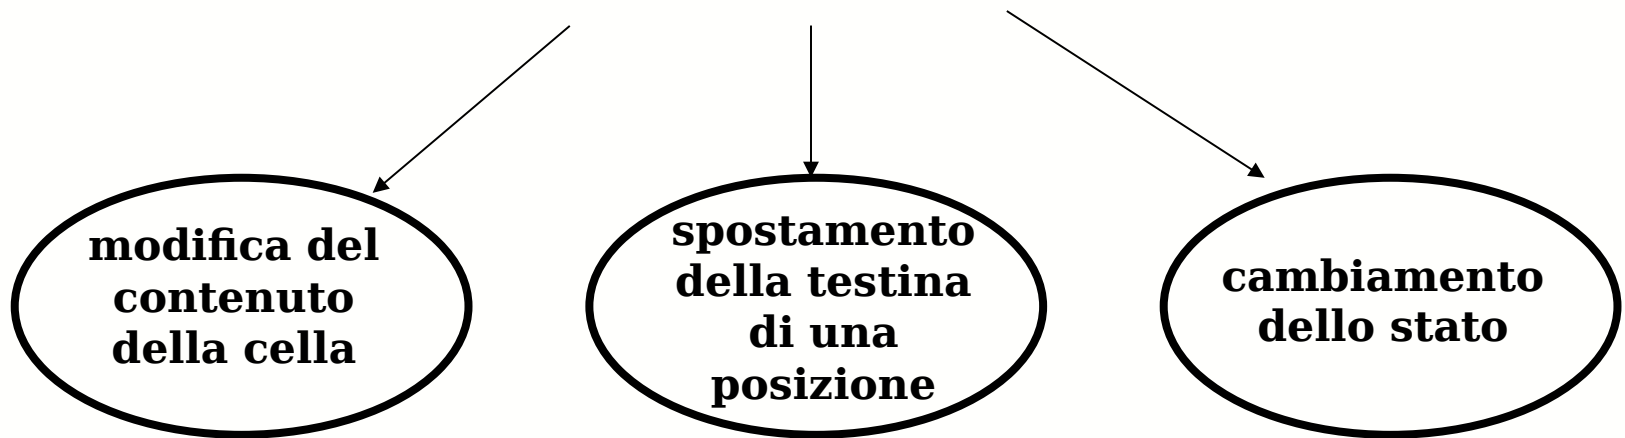 modifica del
contenuto
della cella
spostamento
della testina
di una
posizione
cambiamento
dello stato